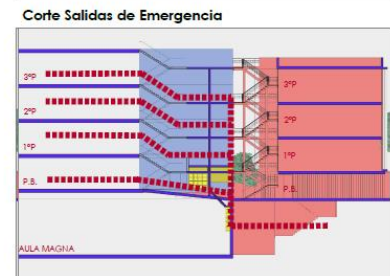 Corte Salidas de Emergencia
3ºP
3ºP
2ºP
2ºP
1ºP
1ºP
P.B.
P.B.
AULA MAGNA